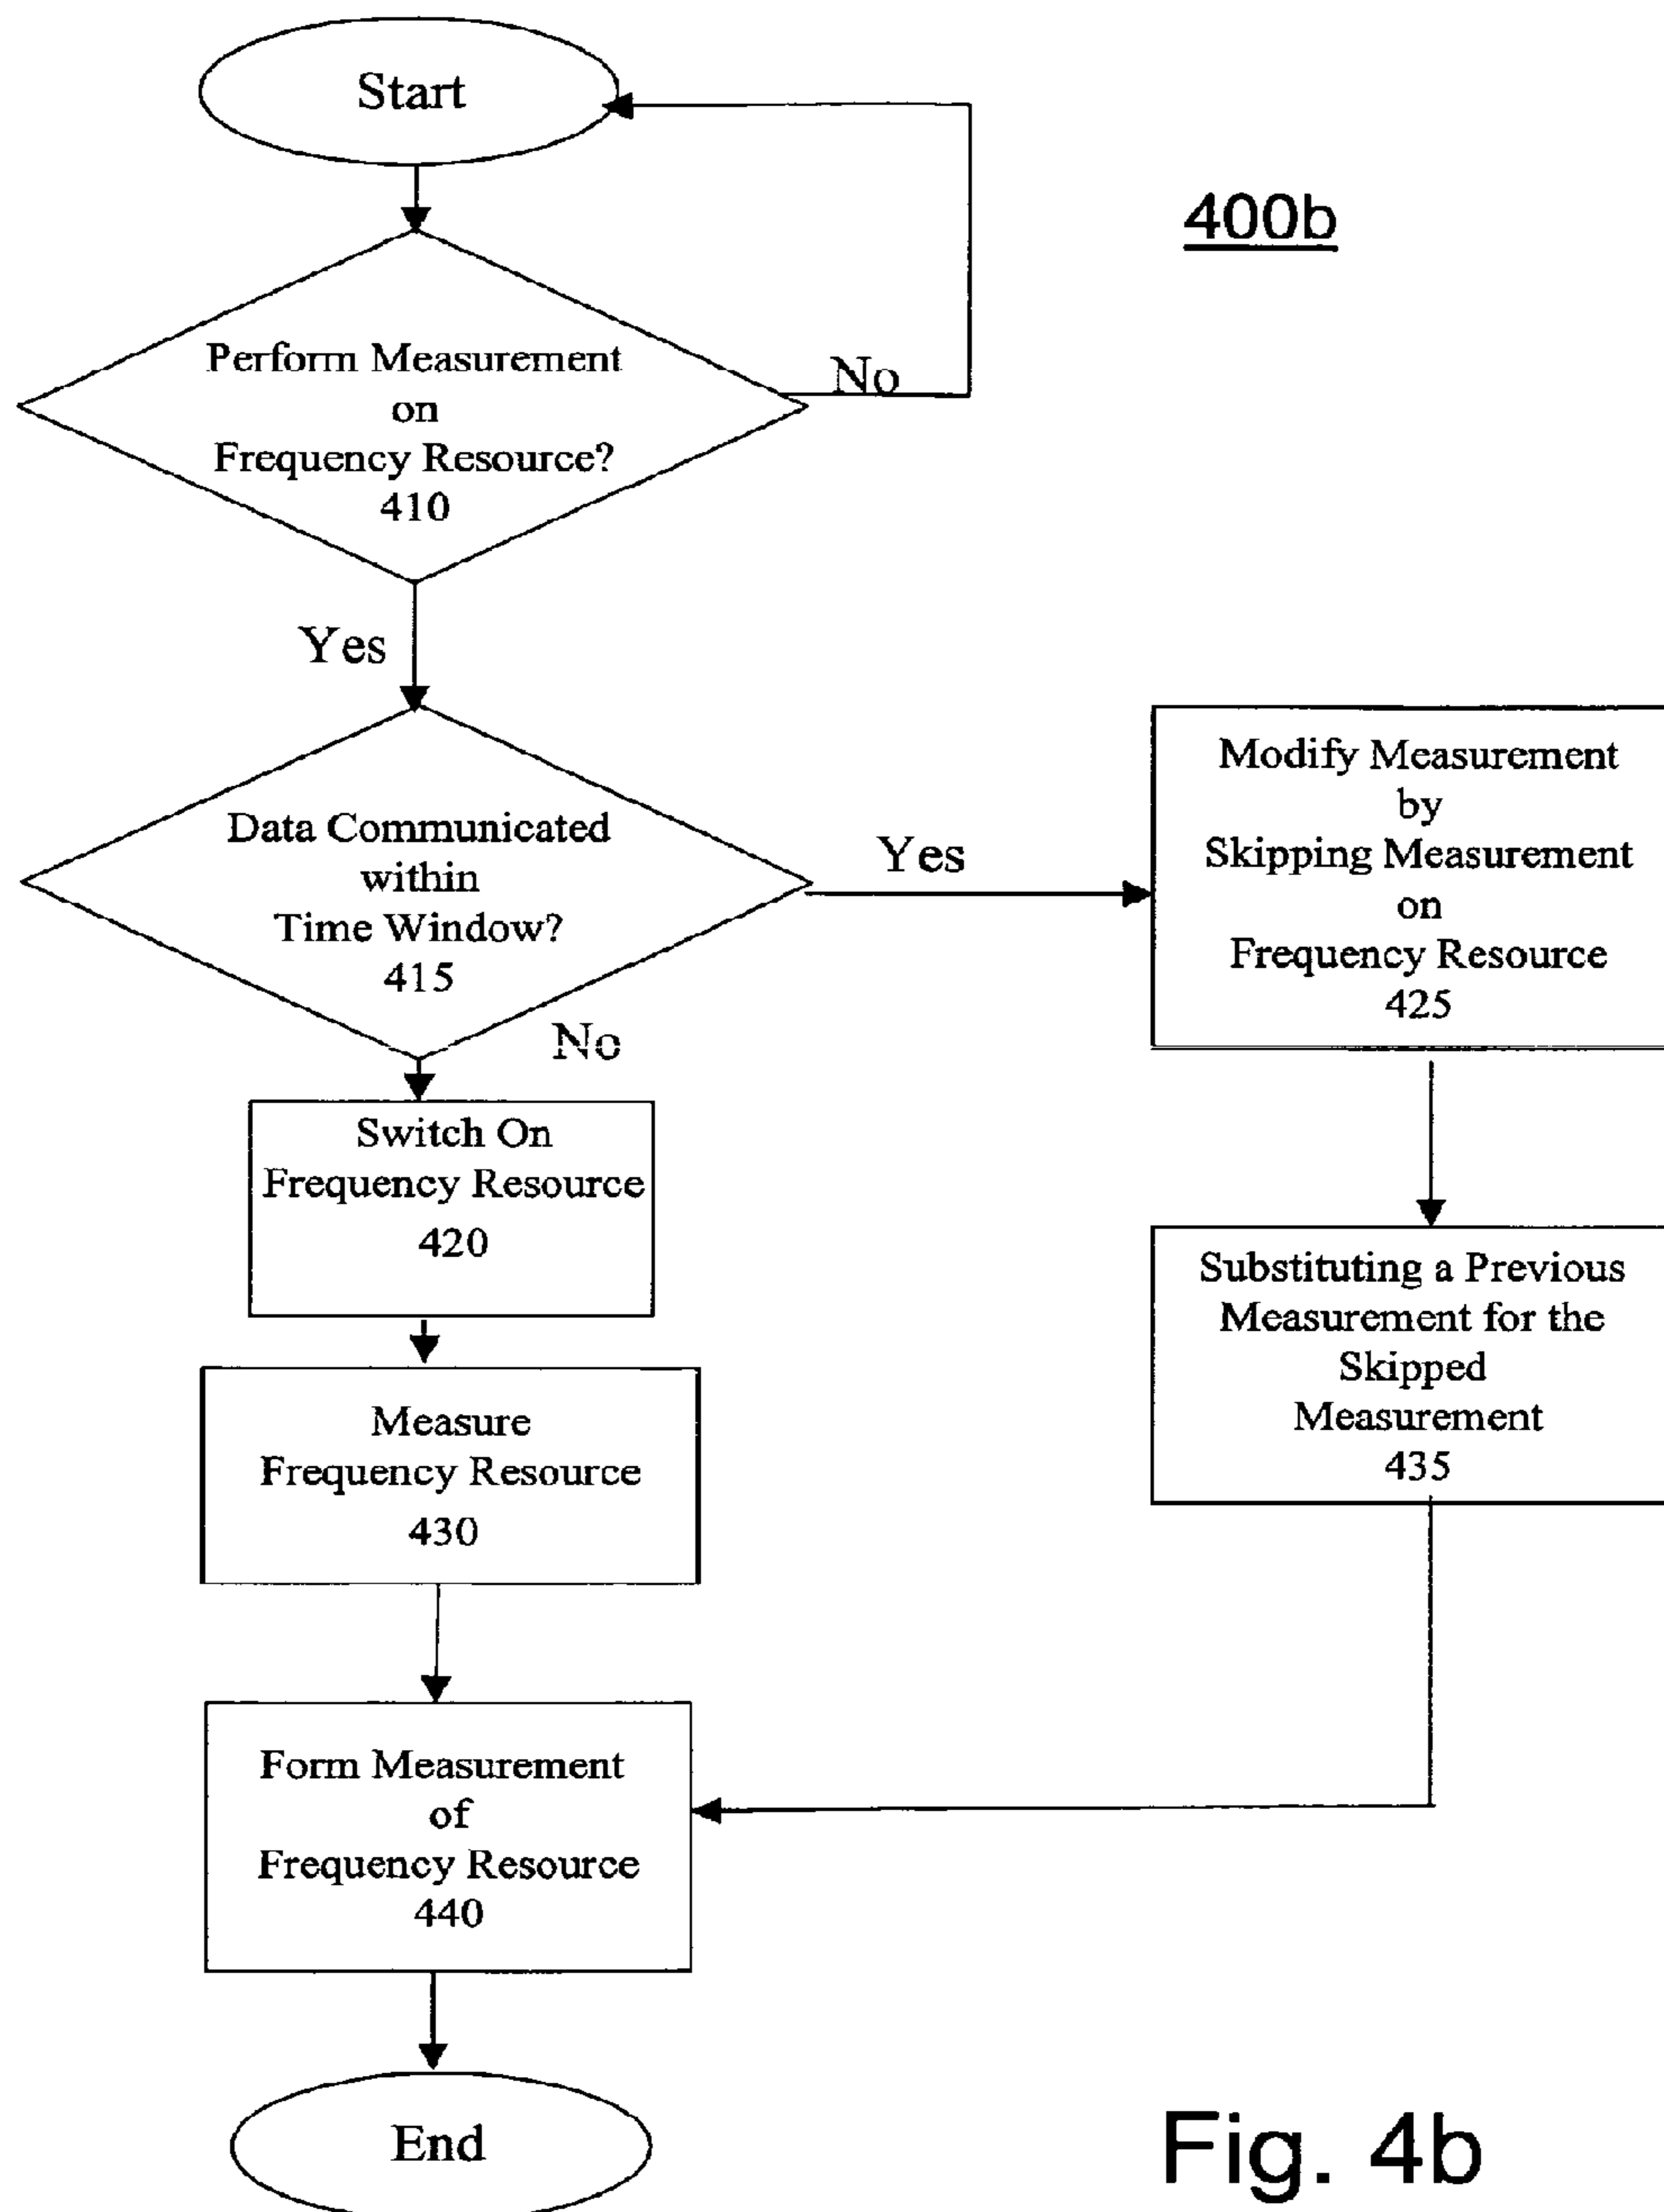 Start
400b
Perform Measurement
on
Frequency Resource?
410
No
Yes
Data Communicated
within
Time Window?
415
Yes
No
Modify Measurement
by
Skipping Measurement
on
Frequency Resource
425
Switch On
Frequency Resource
420
Substituting a Previous
Measurement for the
Skipped
Measurement
435
Measure
Frequency Resource
430
Form Measurement
of
Frequency Resource
440
End
Fig. 4b